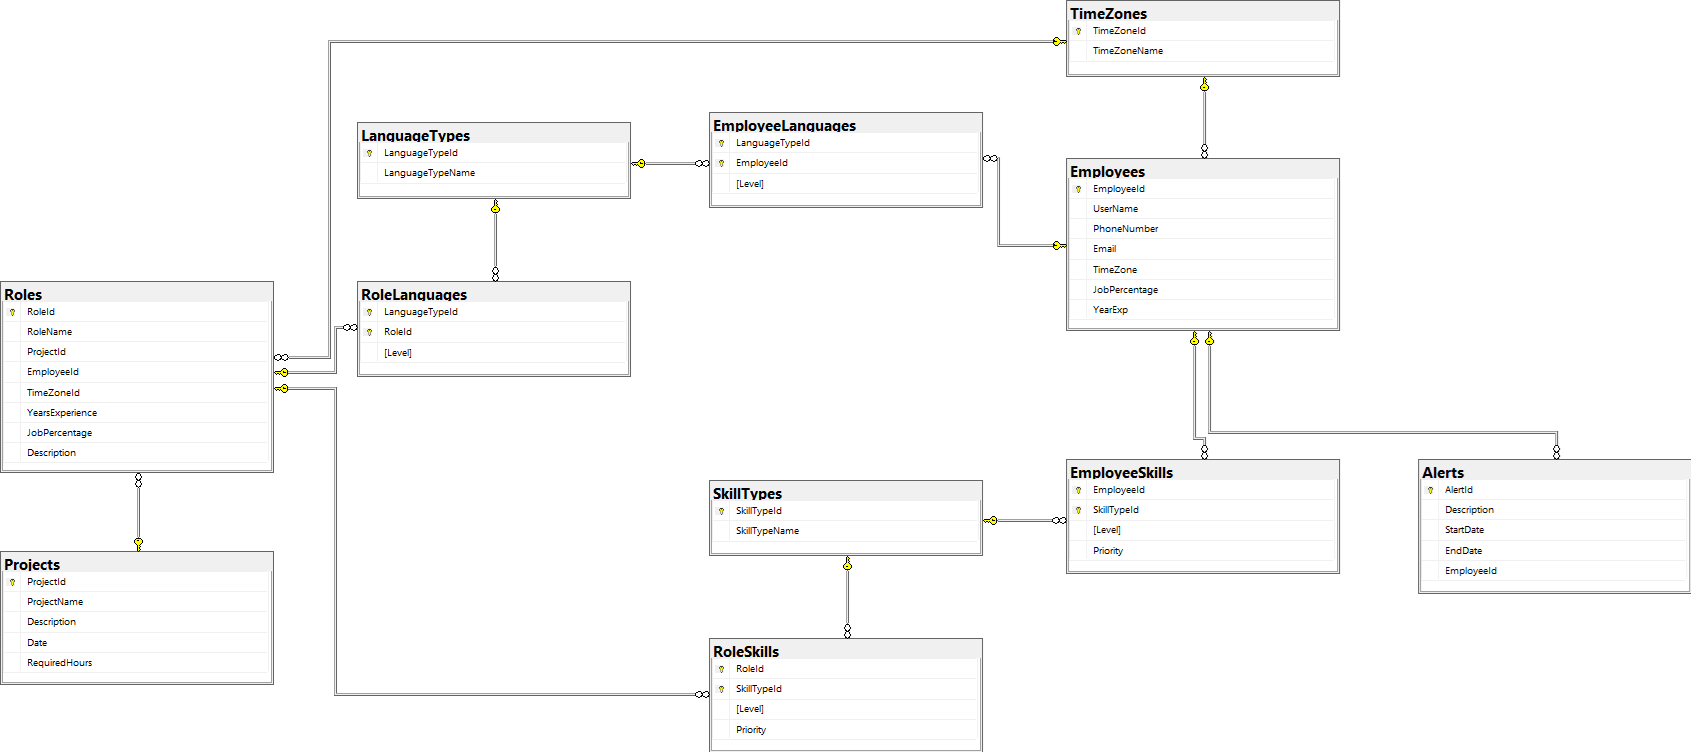 TimeZones
TimeZoneId
TimeZoneName
LanguageTypes
LanguageTypeId
LanguageTypeName
EmployeeLanguages
LanguageTypeId
EmployeeId
[Level]
Employees
EmployeeId
UserName
PhoneNumber
Email
TimeZone
JobPercentage
YearExp
Roles
RoleId
RoleName
ProjectId
EmployeeId
TimeZoneId
YearsExperience
JobPercentage
Description
RoleLanguages
LanguageTypeId
RoleId
[Level]
Projects
ProjectId
ProjectName
Description
Date
RequiredHours
SkillTypes
SkillTypeId
SkillTypeName
EmployeeSkills
EmployeeId
SkillTypeId
[Level]
Priority
Alerts
AlertId
Description
StartDate
EndDate
EmployeeId
RoleSkills
RoleId
SkillTypeId
[Level]
Priority